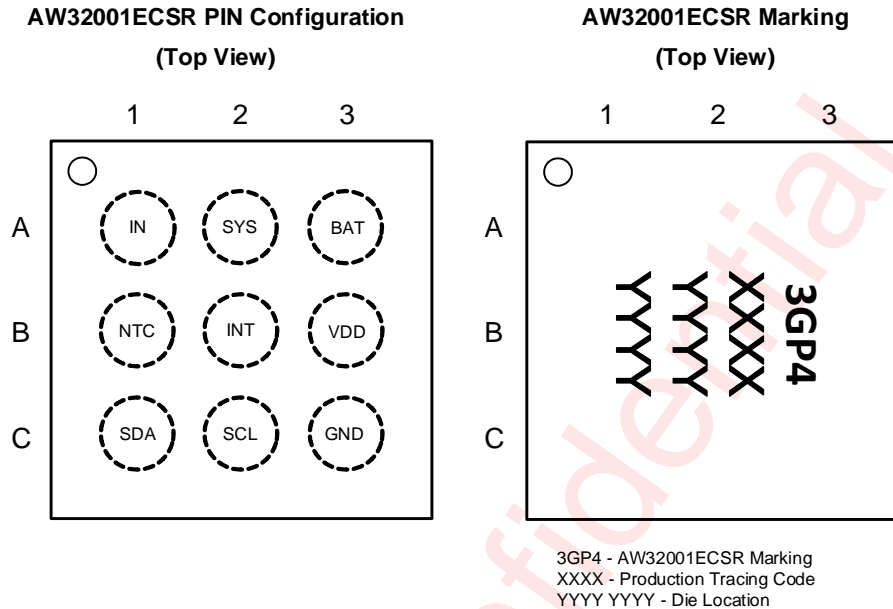 AW32001ECSR PIN Configuration
(Top View)
1 2 3
A IN SYS BAT
B NTC INT VDD
C SDA SCL GND
AW32001ECSR Marking
(Top View)
1 2 3
A
B
C
3GP4
XXXX
YYYY
YYYY
3GP4 - AW32001ECSR Marking
XXXX - Production Tracing Code
YYYY YYYY - Die Location